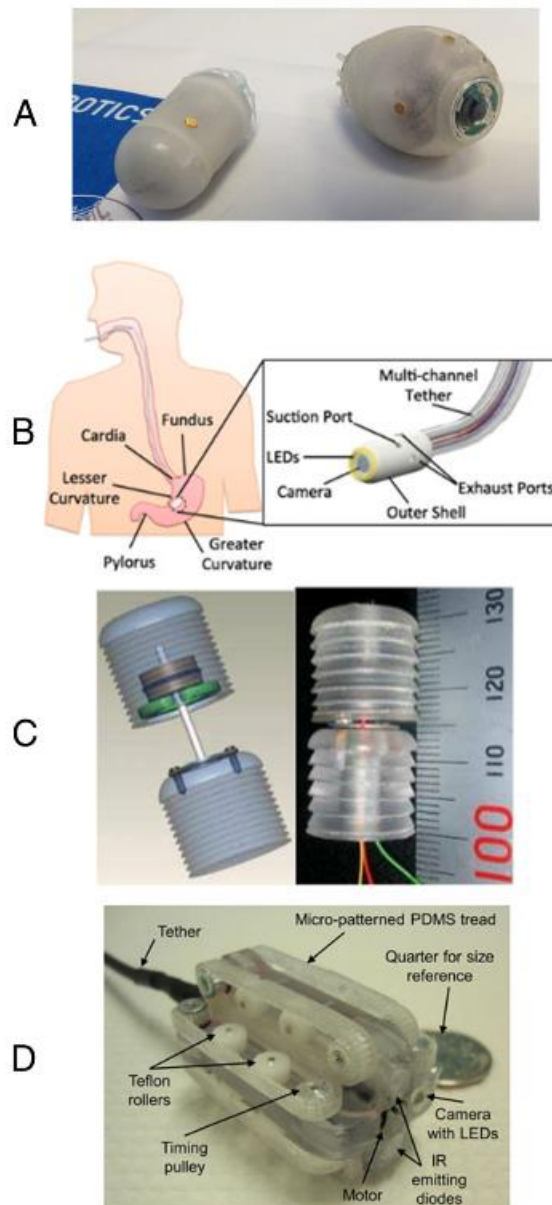 A
OTICS
B
Cardia
Fundus
Lesser
Curvature
Pylorus
Greater
Curvature
Multi-channel
Tether
Suction Port
LEDs
Camera
Exhaust Ports
Outer Shell
C
130
120
110
100
D
Tether
Micro-patterned PDMS tread
Quarter for size
reference
Teflon
rollers
Timing
pulley
Motor
IR
emitting
diodes
Camera
with LEDs